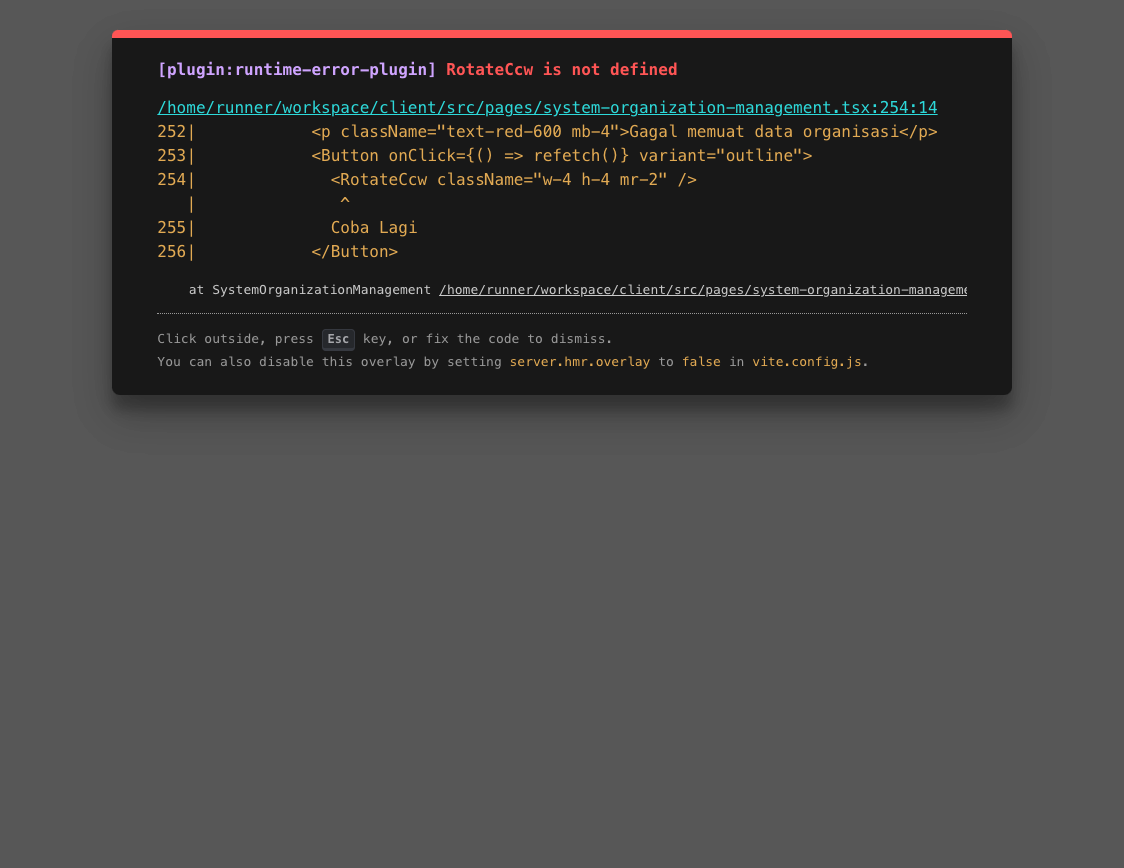 [plugin:runtime-error-plugin] RotateCcw is not defined
/home/runner/workspace/client/src/pages/system-organization-management.tsx:254:14
252|            <p className="text-red-600 mb-4">Gagal memuat data organisasi</p>
253|            <Button onClick={() => refetch()} variant="outline">
254|              <RotateCcw className="w-4 h-4 mr-2" />
   |               ^
255|              Coba Lagi
256|            </Button>
at SystemOrganizationManagement /home/runner/workspace/client/src/pages/system-organization-manageme
Click outside, press Esc key, or fix the code to dismiss.
You can also disable this overlay by setting server.hmr.overlay to false in vite.config.js.